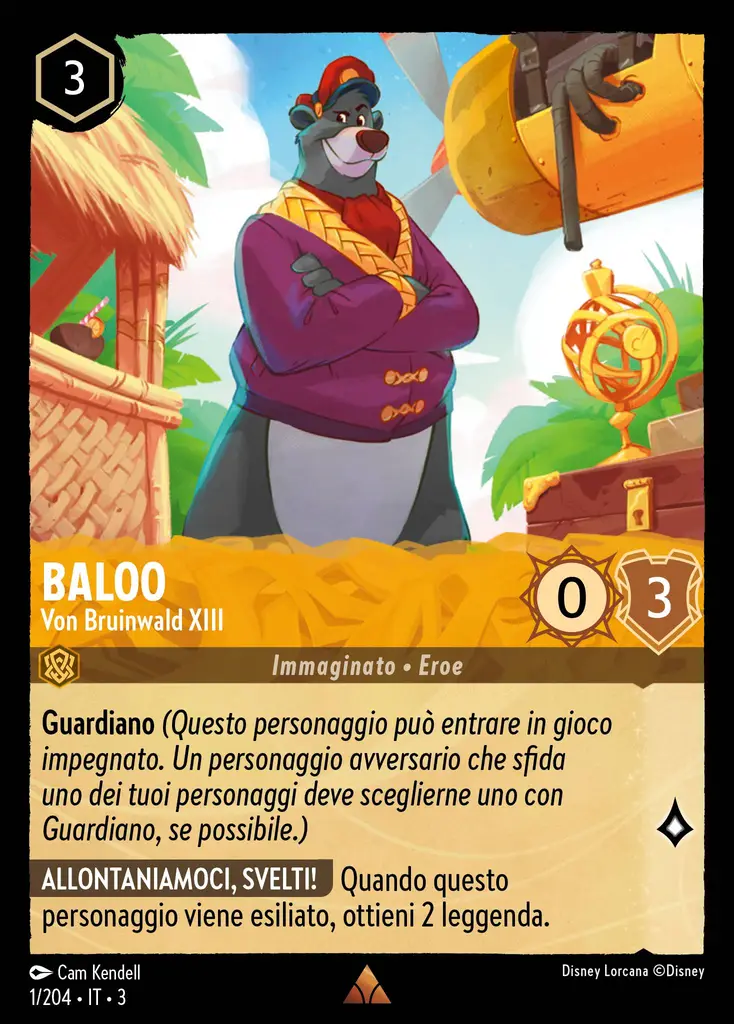 3
BALOO
Von Bruinwald XIII
0
3
Immaginato • Eroe
Guardiano (Questo personaggio può entrare in gioco
impegnato. Un personaggio avversario che sfida
uno dei tuoi personaggi deve sceglierne uno con
Guardiano, se possibile.)
ALLONTANIAMOCI, SVELTI! Quando questo
personaggio viene esiliato, ottieni 2 leggenda.
Cam Kendell
Disney Lorcana ©Disney
1/204 • IT • 3